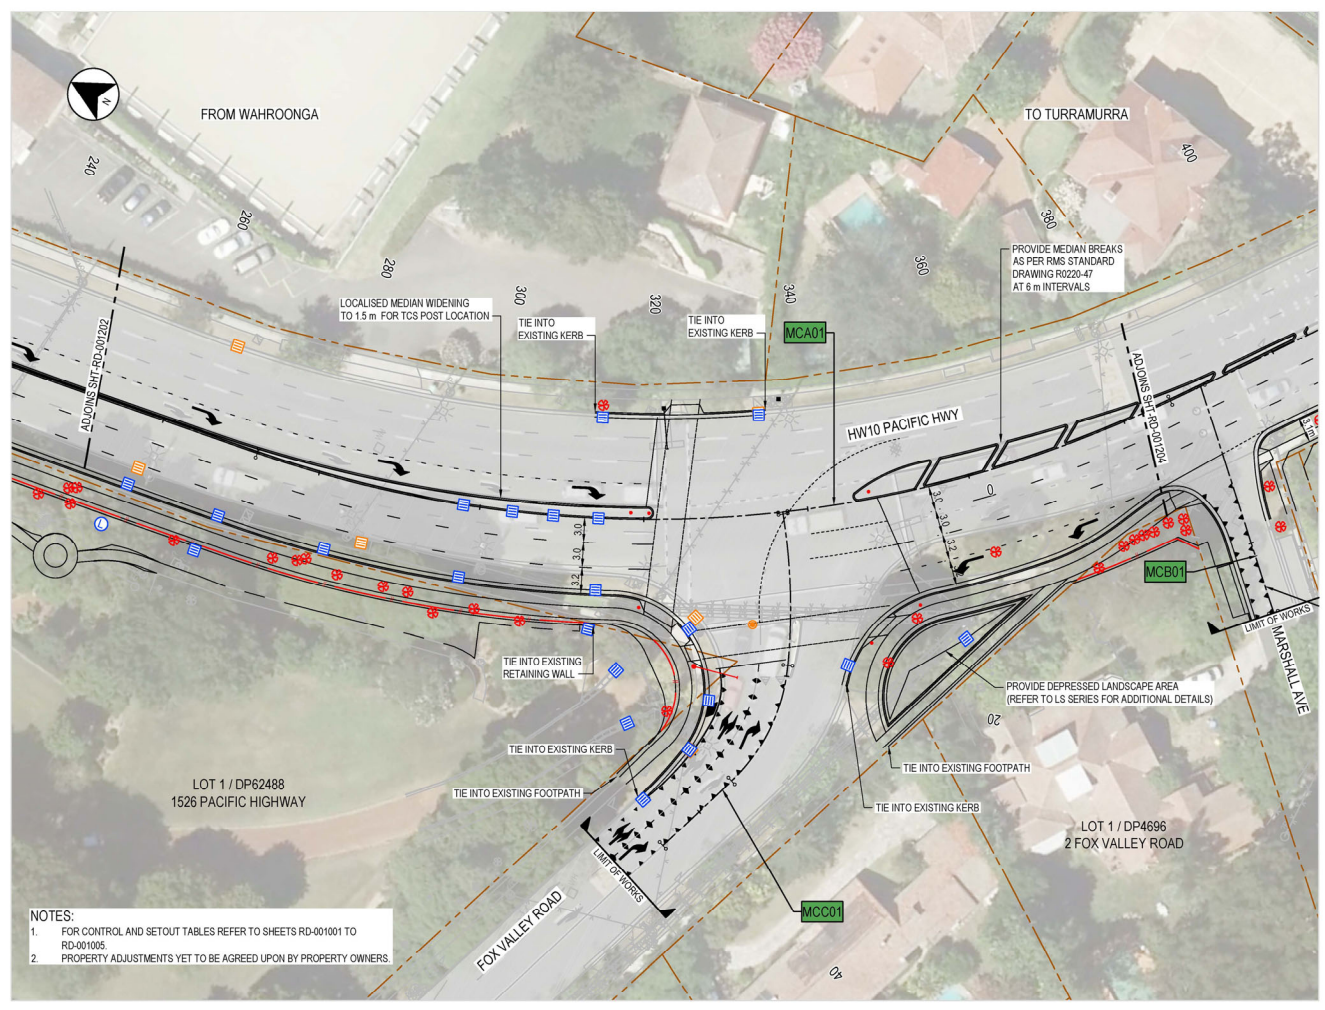 N
FROM WAHROONGA
TO TURRAMURRA
240
260
280
300
320
340
360
380
400
PROVIDE MEDIAN BREAKS
AS PER RMS STANDARD
DRAWING R0220-47
AT 6 m INTERVALS
LOCALISED MEDIAN WIDENING
TO 1.5 m FOR TCS POST LOCATION
TIE INTO
EXISTING KERB
TIE INTO
EXISTING KERB
MCA01
ADJOINS SHT-RD-001202
ADJOINS SHT-RD-001204
HW10 PACIFIC HWY
3.1m
0
3.0
3.0
3.2
3.0
3.0
3.2
L
MCB01
LIMIT OF WORKS
MARSHALL AVE
TIE INTO EXISTING
RETAINING WALL
PROVIDE DEPRESSED LANDSCAPE AREA
(REFER TO LS SERIES FOR ADDITIONAL DETAILS)
20
TIE INTO EXISTING KERB
TIE INTO EXISTING FOOTPATH
TIE INTO EXISTING FOOTPATH
TIE INTO EXISTING KERB
LOT 1 / DP62488
1526 PACIFIC HIGHWAY
LOT 1 / DP4696
2 FOX VALLEY ROAD
LIMIT OF WORKS
MCC01
FOX VALLEY ROAD
40
NOTES:
1. FOR CONTROL AND SETOUT TABLES REFER TO SHEETS RD-001001 TO
RD-001005.
2. PROPERTY ADJUSTMENTS YET TO BE AGREED UPON BY PROPERTY OWNERS.